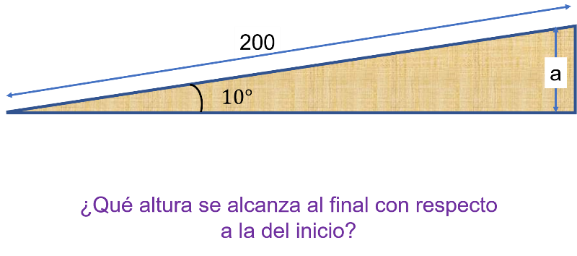 200
a
10°
¿Qué altura se alcanza al final con respecto
a la del inicio?